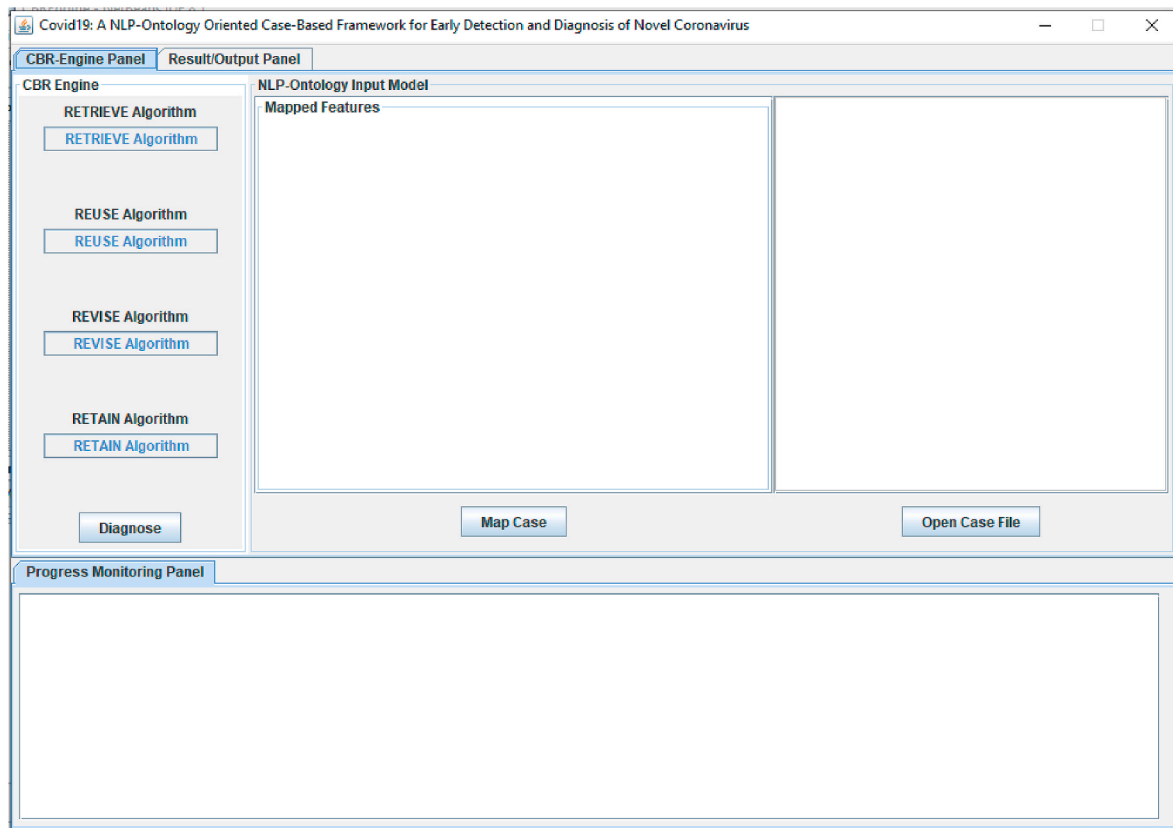 Covid19: A NLP-Ontology Oriented Case-Based Framework for Early Detection and Diagnosis of Novel Coronavirus
CBR-Engine Panel
Result/Output Panel
CBR Engine
RETRIEVE Algorithm
RETRIEVE Algorithm
REUSE Algorithm
REUSE Algorithm
REVISE Algorithm
REVISE Algorithm
RETAIN Algorithm
RETAIN Algorithm
Diagnose
NLP-Ontology Input Model
Mapped Features
Map Case
Open Case File
Progress Monitoring Panel